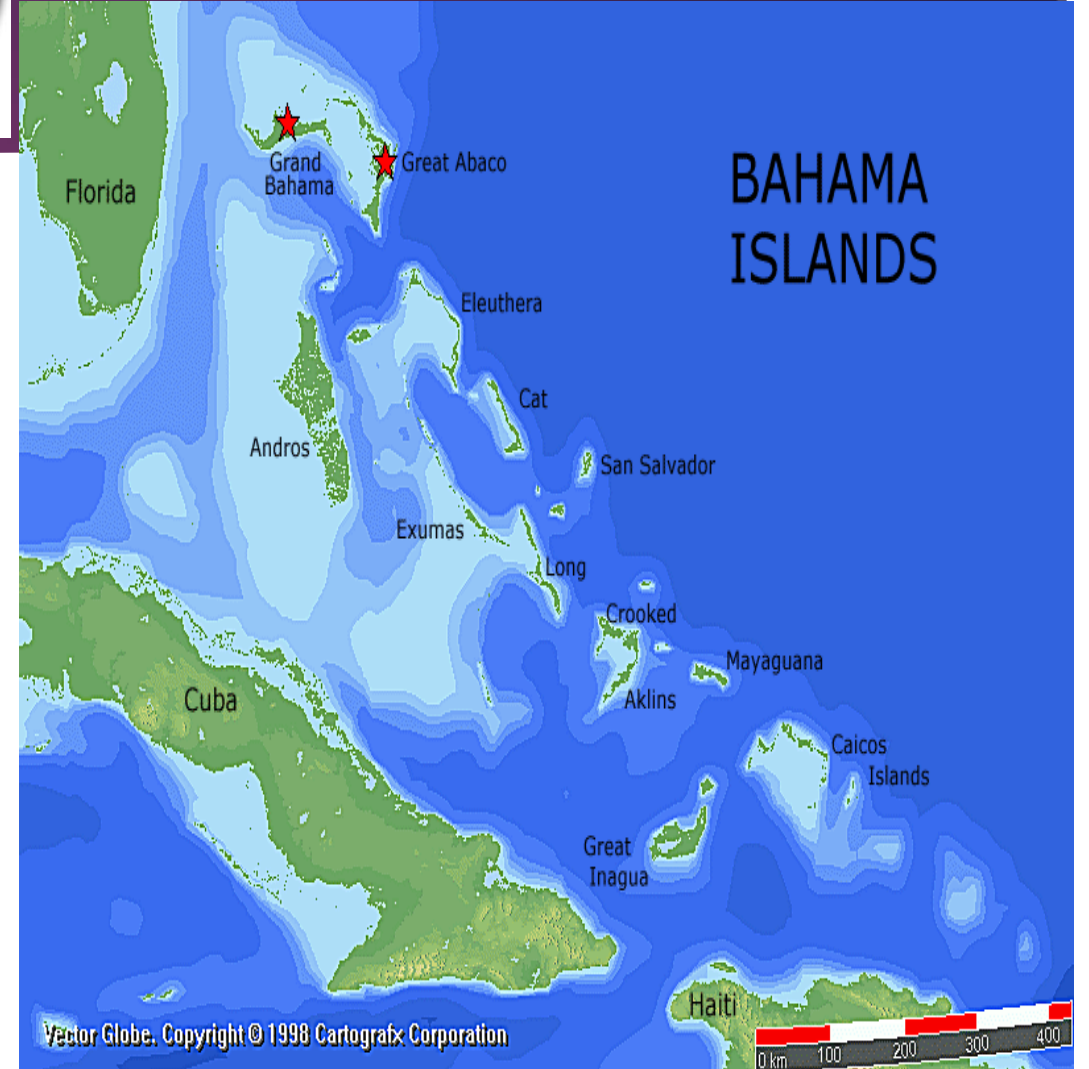 BAHAMA
ISLANDS
Florida
Grand
Bahama
Great Abaco
Eleuthera
Cat
Andros
San Salvador
Exumas
Long
Crooked
Mayaguana
Aklins
Cuba
Caicos
Islands
Great
Inagua
Haiti
Vector Globe. Copyright © 1998 Cartografx Corporation
0 km 100 200 300 400